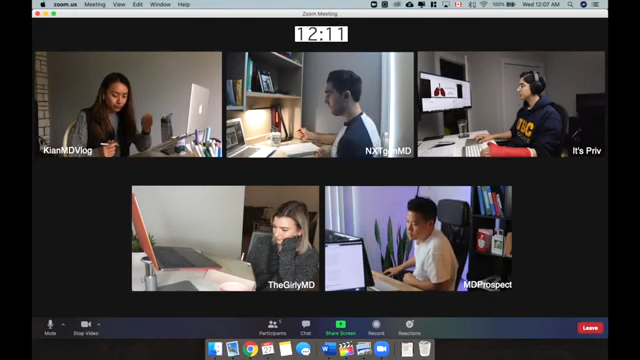 zoom.us Meeting View Edit Window Help
100% Wed 12:07 AM
Zoom Meeting
12:11
KianMDVlog
NXTgenMD
It's Priv
UBC
TheGirlyMD
MDProspect
Mute
Stop Video
Participants
Chat
Share Screen
Record
Reactions
Leave